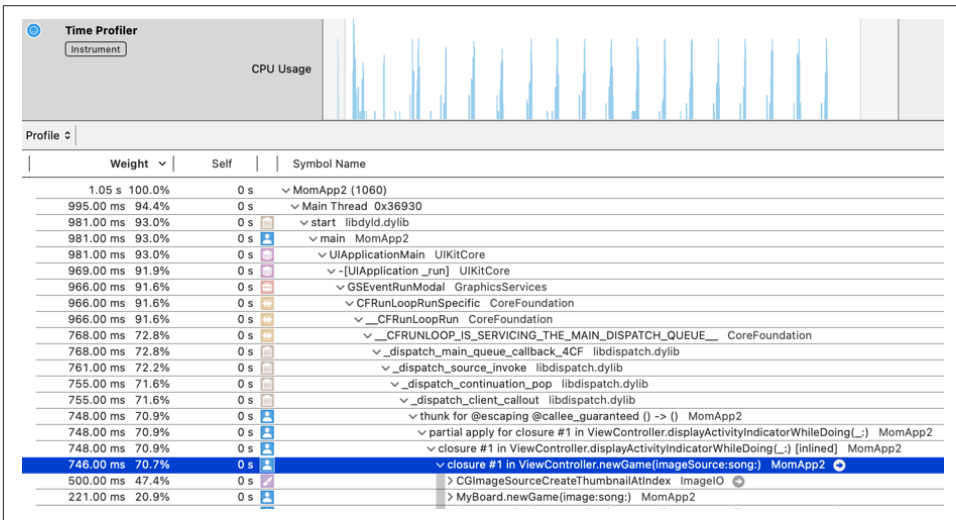 Time Profiler
Instrument
CPU Usage
Profile
Weight Self Symbol Name
1.05 s 100.0% 0 s MomApp2 (1060)
995.00 ms 94.4% 0 s Main Thread 0x36930
981.00 ms 93.0% 0 s start libdyld.dylib
981.00 ms 93.0% 0 s main MomApp2
981.00 ms 93.0% 0 s UIApplicationMain UIKitCore
969.00 ms 91.9% 0 s -[UIApplication _run] UIKitCore
966.00 ms 91.6% 0 s GSEventRunModal GraphicsServices
966.00 ms 91.6% 0 s CFRunLoopRunSpecific CoreFoundation
966.00 ms 91.6% 0 s __CFRunLoopRun CoreFoundation
768.00 ms 72.8% 0 s __CFRUNLOOP_IS_SERVICING_THE_MAIN_DISPATCH_QUEUE__ CoreFoundation
768.00 ms 72.8% 0 s _dispatch_main_queue_callback_4CF libdispatch.dylib
761.00 ms 72.2% 0 s _dispatch_source_invoke libdispatch.dylib
755.00 ms 71.6% 0 s _dispatch_continuation_pop libdispatch.dylib
755.00 ms 71.6% 0 s _dispatch_client_callout libdispatch.dylib
748.00 ms 70.9% 0 s thunk for @escaping @callee_guaranteed () -> () MomApp2
748.00 ms 70.9% 0 s partial apply for closure #1 in ViewController.displayActivityIndicatorWhileDoing(_:) MomApp2
748.00 ms 70.9% 0 s closure #1 in ViewController.displayActivityIndicatorWhileDoing(_:) [inlined] MomApp2
746.00 ms 70.7% 0 s closure #1 in ViewController.newGame(imageSource:song:) MomApp2
500.00 ms 47.4% 0 s CGImageSourceCreateThumbnailAtIndex ImageIO
221.00 ms 20.9% 0 s MyBoard.newGame(image:song:) MomApp2